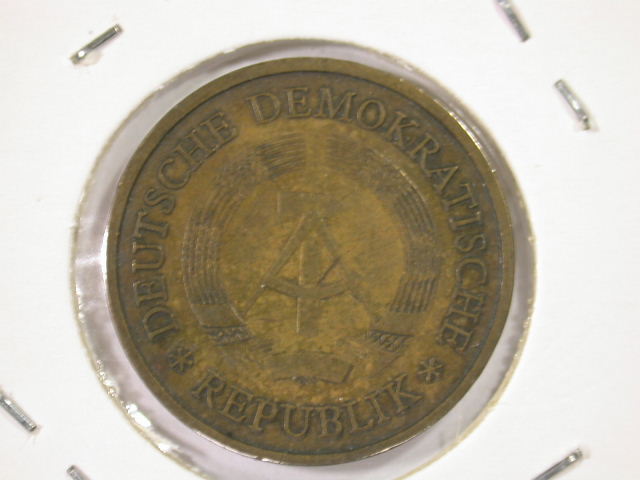 DEUTSCHE DEMOKRATISCHE
* REPUBLIK *